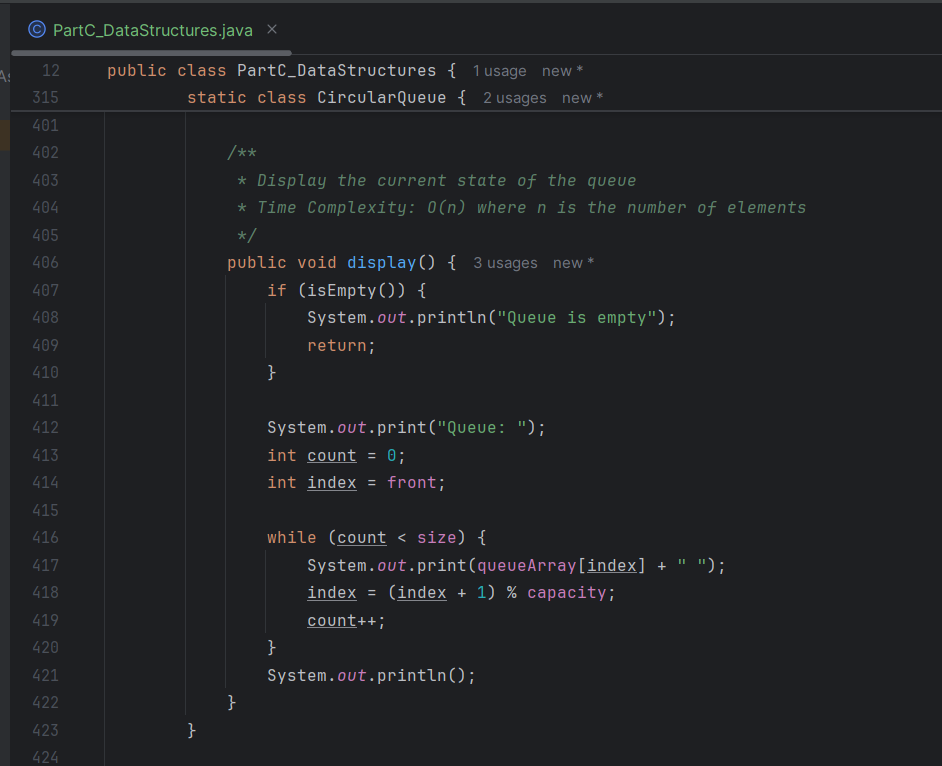 PartC_DataStructures.java
As
12 public class PartC_DataStructures { 1 usage new *
315 static class CircularQueue { 2 usages new *
401
402 /**
403 * Display the current state of the queue
404 * Time Complexity: O(n) where n is the number of elements
405 */
406 public void display() { 3 usages new *
407 if (isEmpty()) {
408 System.out.println("Queue is empty");
409 return;
410 }
411
412 System.out.print("Queue: ");
413 int count = 0;
414 int index = front;
415
416 while (count < size) {
417 System.out.print(queueArray[index] + " ");
418 index = (index + 1) % capacity;
419 count++;
420 }
421 System.out.println();
422 }
423 }
424